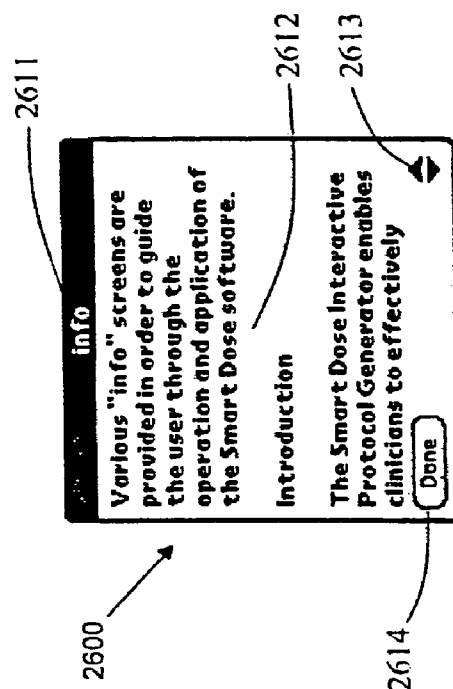 2600
2611
info
Various "info" screens are
provided in order to guide
the user through the
operation and application of
the Smart Dose software.
2612
Introduction
The Smart Dose Interactive
Protocol Generator enables
clinicians to effectively
2613
Done
2614